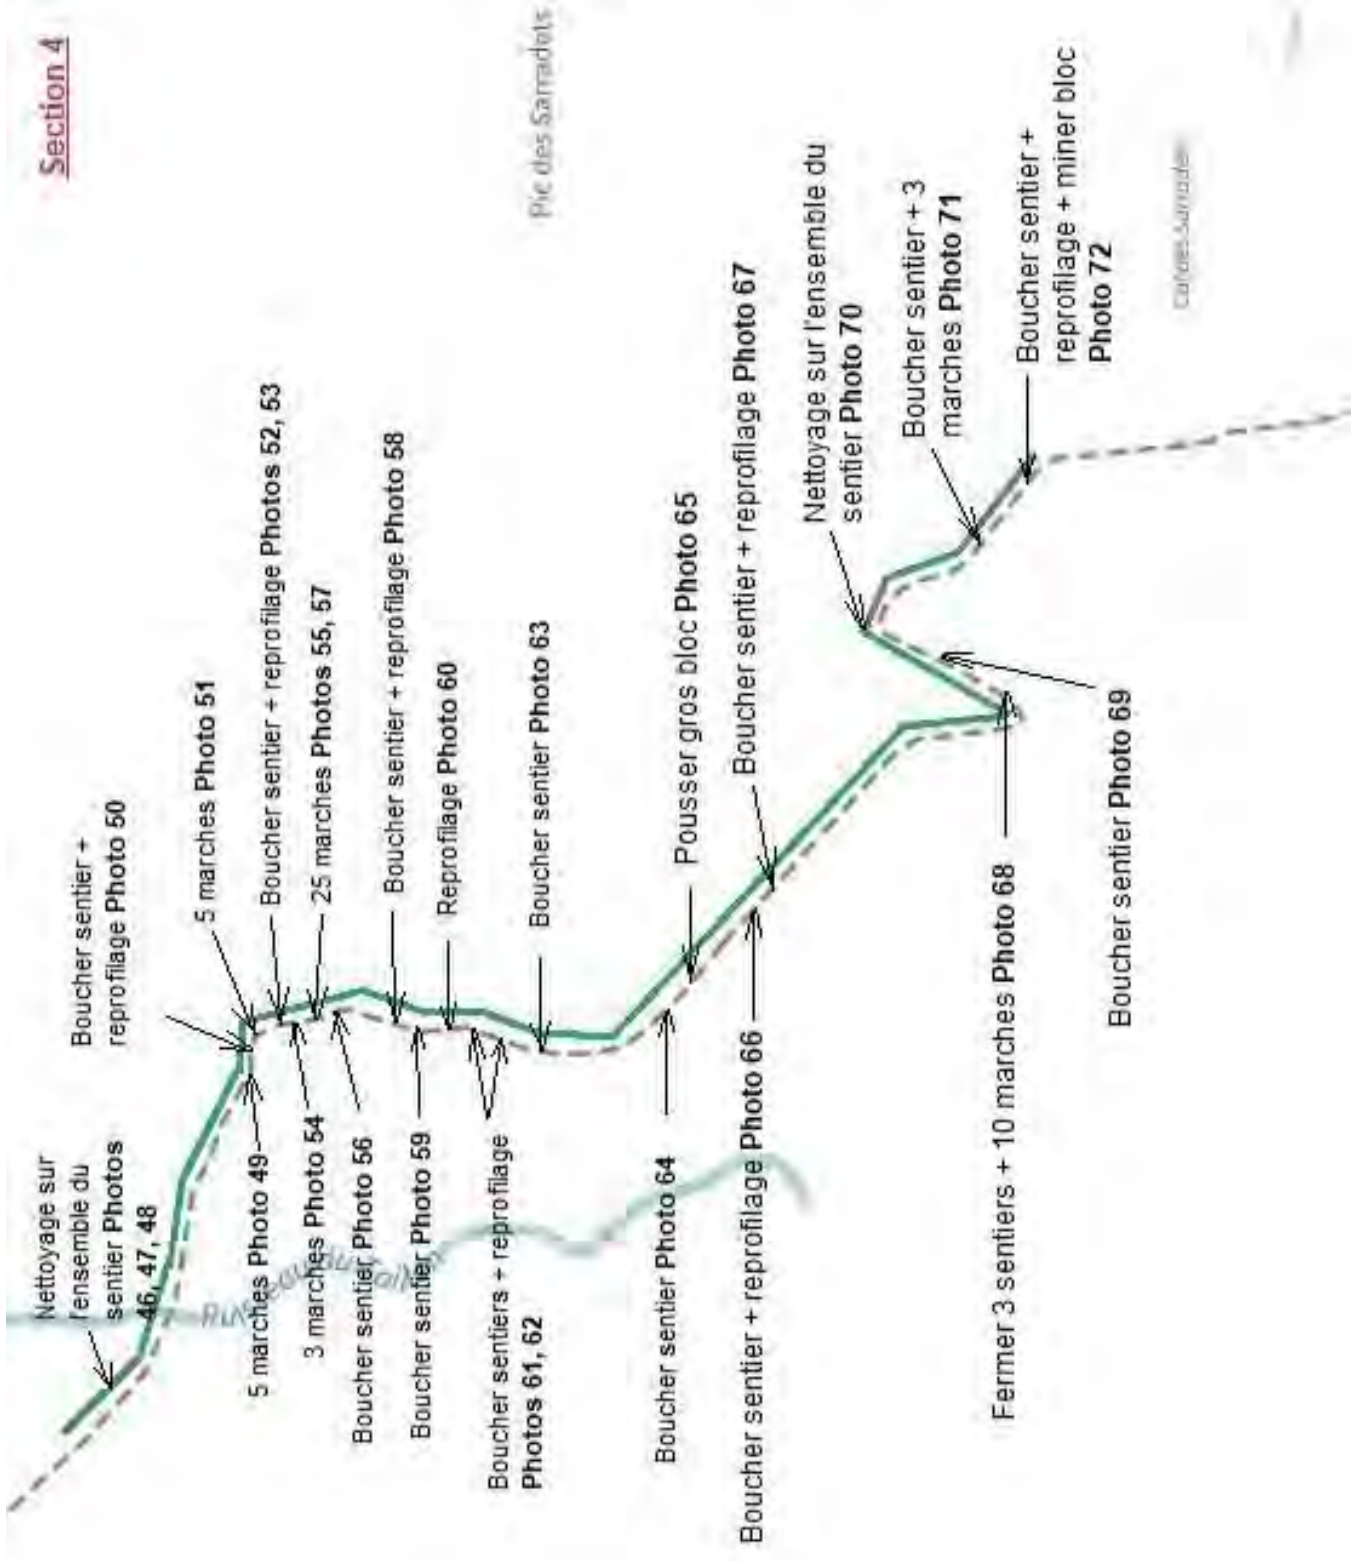 Section 4
Pic des Sarradets
Nettoyage sur
l'ensemble du
sentier Photos
46, 47, 48
Boucher sentier +
reprofilage Photo 50
5 marches Photo 51
Boucher sentier + reprofilage Photos 52, 53
25 marches Photos 55, 57
Boucher sentier + reprofilage Photo 58
Reprofilage Photo 60
Boucher sentier Photo 63
Pousser gros bloc Photo 65
Boucher sentier + reprofilage Photo 67
Nettoyage sur l'ensemble du
sentier Photo 70
Boucher sentier + 3
marches Photo 71
Boucher sentier +
reprofilage + miner bloc
Photo 72
5 marches Photo 49
3 marches Photo 54
Boucher sentier Photo 56
Boucher sentier Photo 59
Boucher sentiers + reprofilage
Photos 61, 62
Boucher sentier Photo 64
Boucher sentier + reprofilage Photo 66
Fermer 3 sentiers + 10 marches Photo 68
Boucher sentier Photo 69